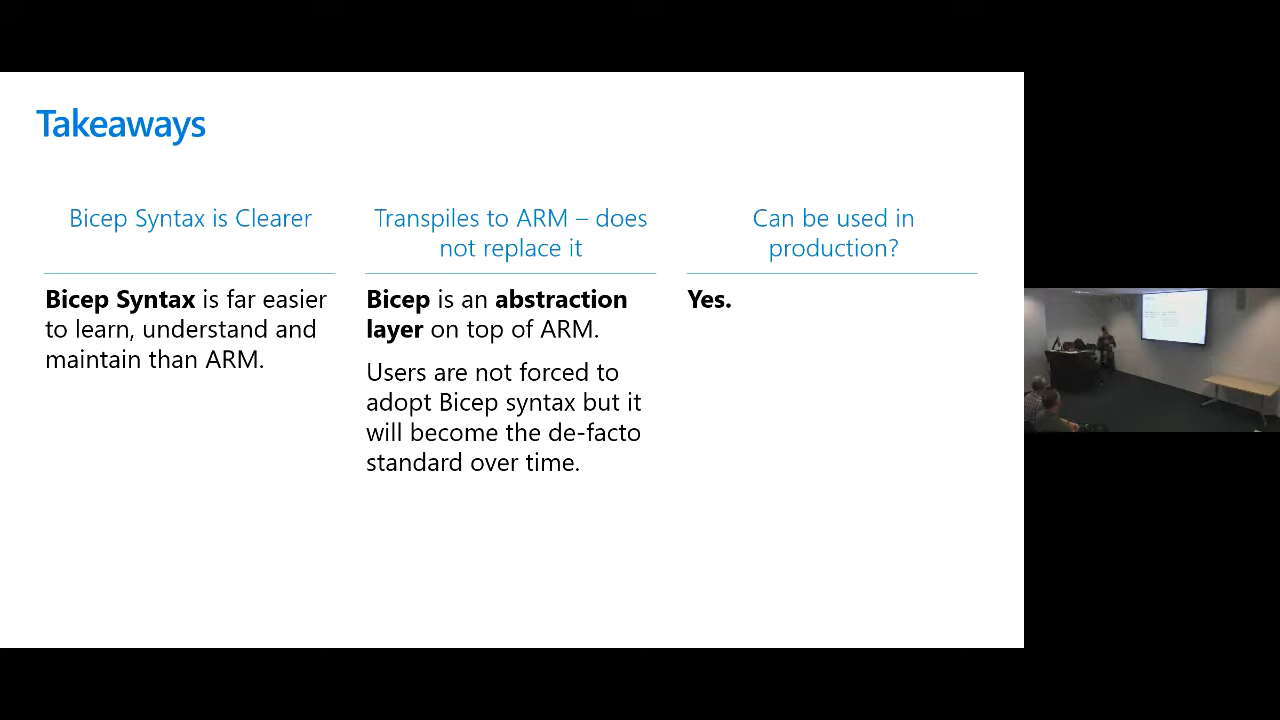 Takeaways
Bicep Syntax is Clearer
Bicep Syntax is far easier
to learn, understand and
maintain than ARM.
Transpiles to ARM – does
not replace it
Bicep is an abstraction
layer on top of ARM.
Users are not forced to
adopt Bicep syntax but it
will become the de-facto
standard over time.
Can be used in
production?
Yes.